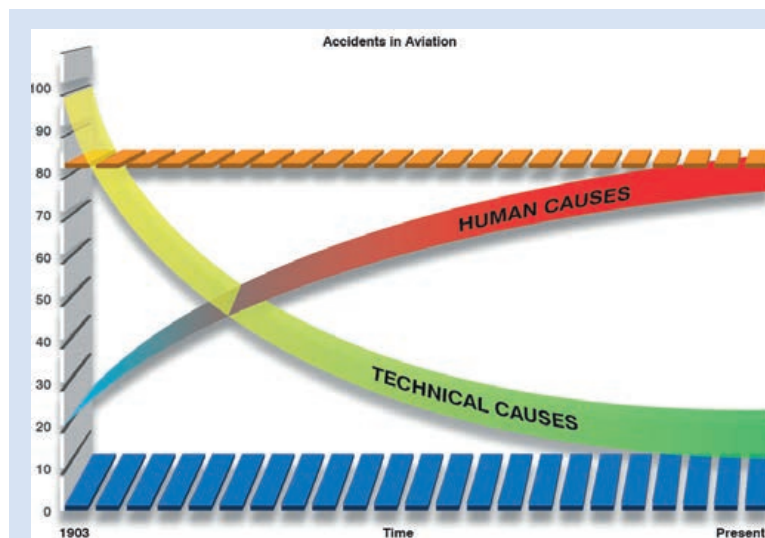 Accidents in Aviation
100
90
80
70
60
50
40
30
20
10
0
HUMAN CAUSES
TECHNICAL CAUSES
1903 Time Present